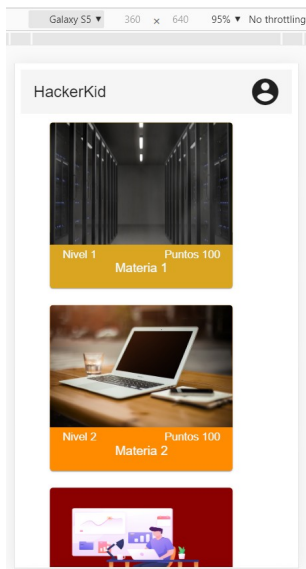 Galaxy S5 ▼ 360 × 640 95% ▼ No throttling
HackerKid
Nivel 1 Puntos 100
Materia 1
Nivel 2 Puntos 100
Materia 2